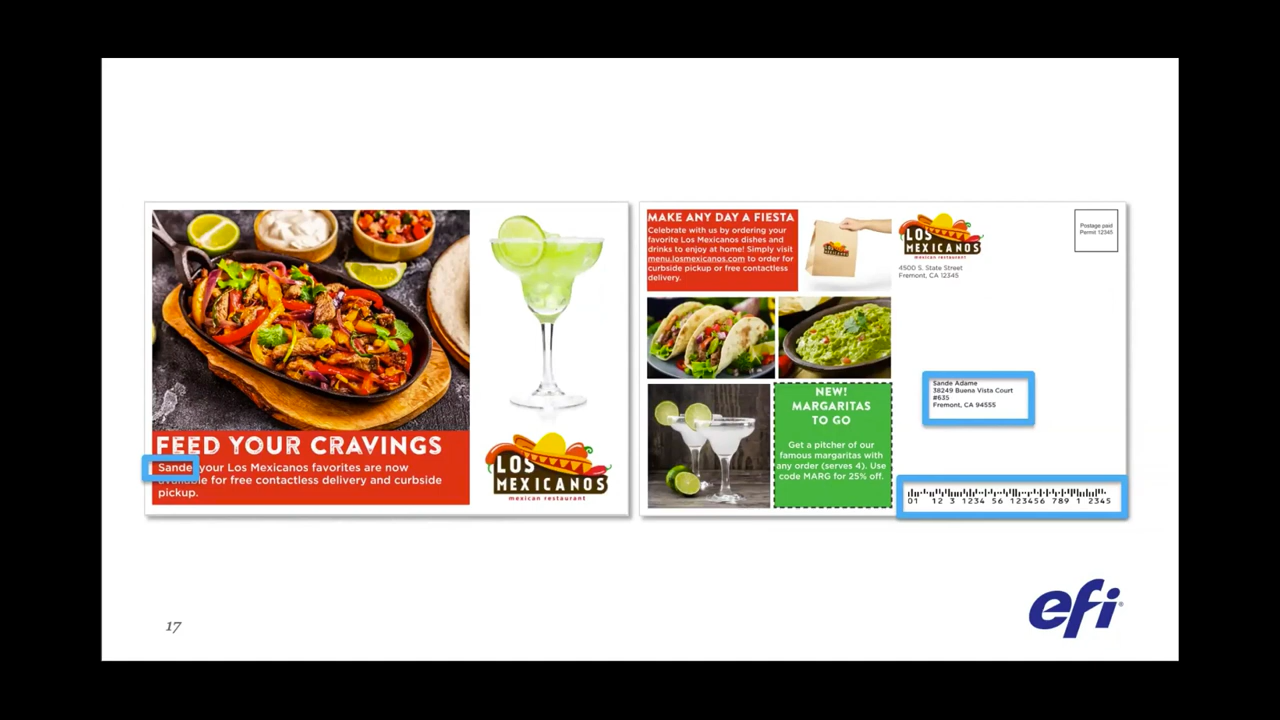 FEED YOUR CRAVINGS
Sande your Los Mexicanos favorites are now
available for free contactless delivery and curbside
pickup.
LOS
MEXICANOS
mexican restaurant
MAKE ANY DAY A FIESTA
Celebrate with us by ordering your
favorite Los Mexicanos dishes and
drinks to enjoy at home! Simply visit
menu.losmexicanos.com to order for
curbside pickup or free contactless
delivery.
LOS
MEXICANOS
LOS
MEXICANOS
mexican restaurant
4500 S. State Street
Fremont, CA 12345
Postage paid
Permit 12345
NEW!
MARGARITAS
TO GO
Get a pitcher of our
famous margaritas with
any order (serves 4). Use
code MARG for 25% off.
Sande Adame
38249 Buena Vista Court
#635
Fremont, CA 94555
01 12 3 1234 56 123456 789 1 2345
17
efi